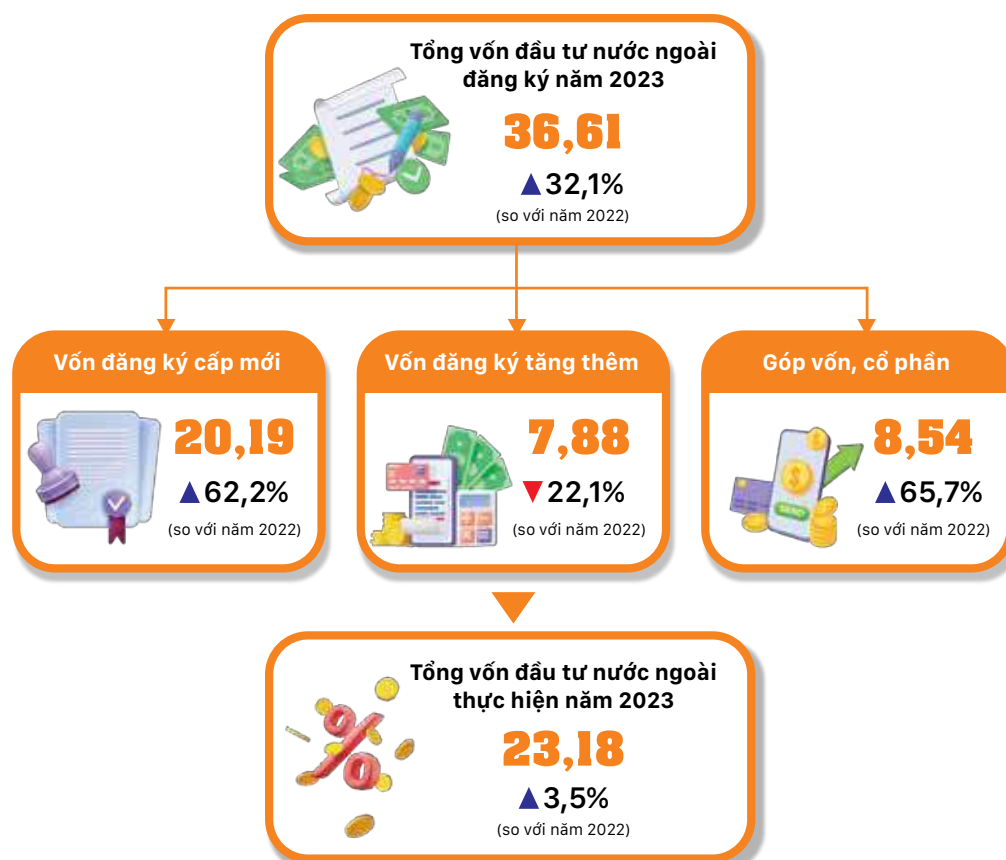 Tổng vốn đầu tư nước ngoài
đăng ký năm 2023
36,61
▲32,1%
(so với năm 2022)
Vốn đăng ký cấp mới
20,19
▲62,2%
(so với năm 2022)
Vốn đăng ký tăng thêm
7,88
▼22,1%
(so với năm 2022)
Góp vốn, cổ phần
8,54
▲65,7%
(so với năm 2022)
Tổng vốn đầu tư nước ngoài
thực hiện năm 2023
23,18
▲3,5%
(so với năm 2022)